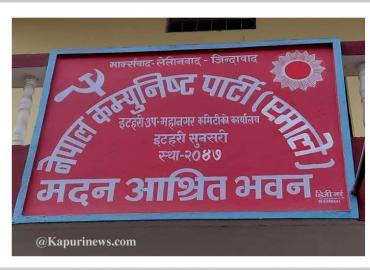 मार्क्सवाद-लेनिनवाद - जिन्दावाद
नेपाल कम्युनिष्ट पार्टी (एमाले)
इटहरी उप-महानगर कमिटीको कार्यालय
इटहरी सुनसरी
स्था-२०४७
मदन आश्रित भवन
@Kapurinews.com